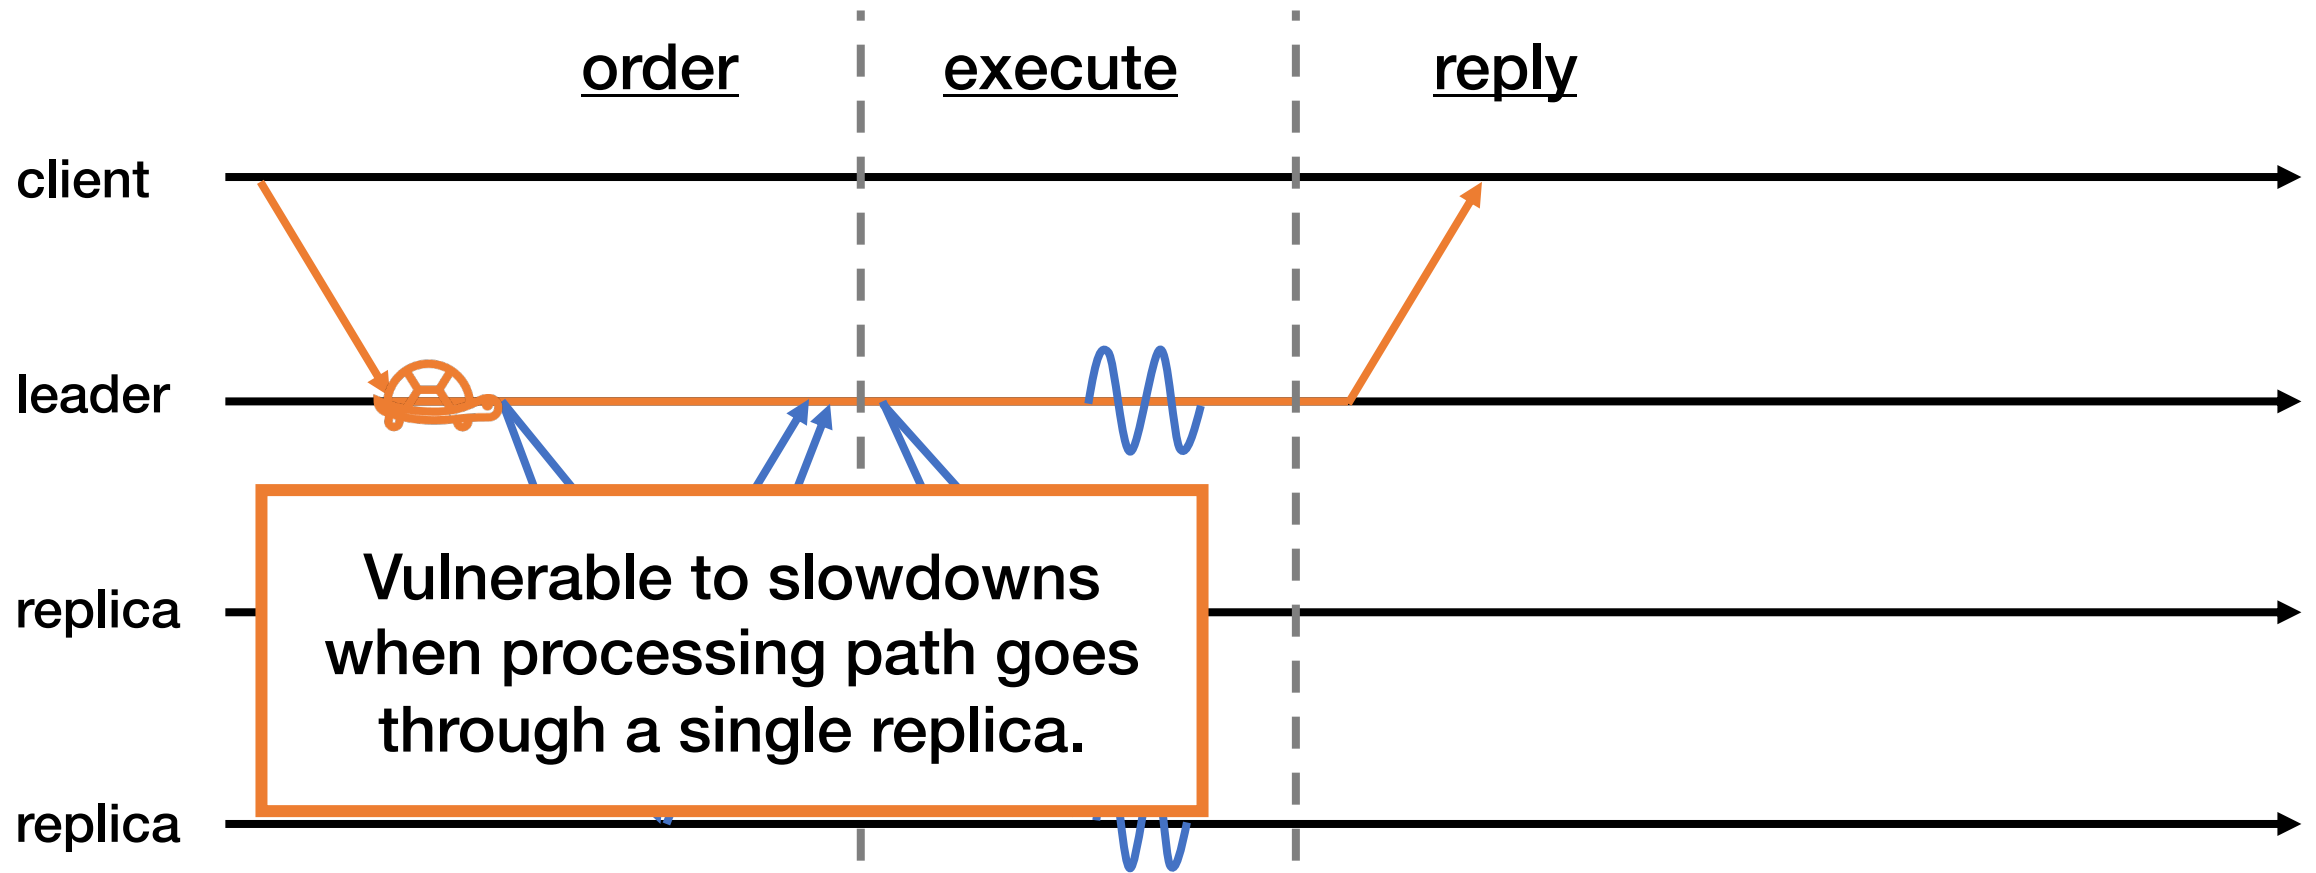 order execute reply
client
leader
replica
replica
Vulnerable to slowdowns
when processing path goes
through a single replica.